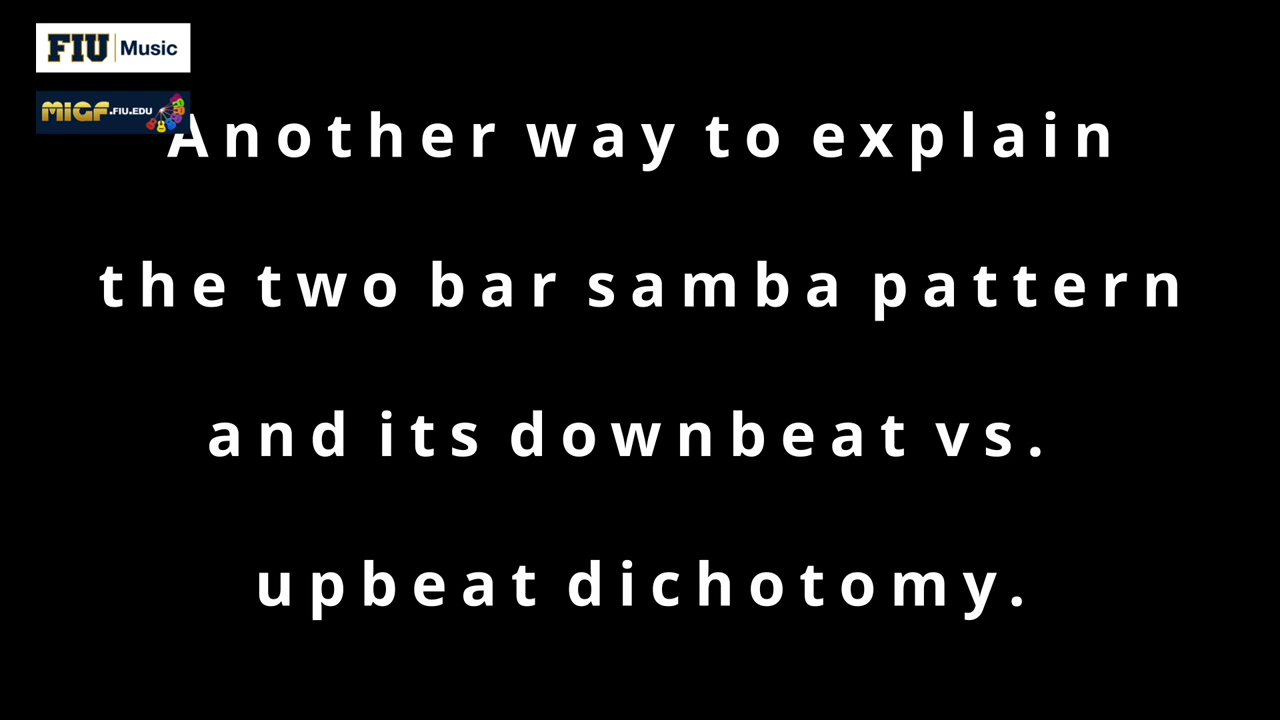 FIU Music
MIGF.FIU.EDU
Another way to explain
the two bar samba pattern
and its downbeat vs.
upbeat dichotomy.